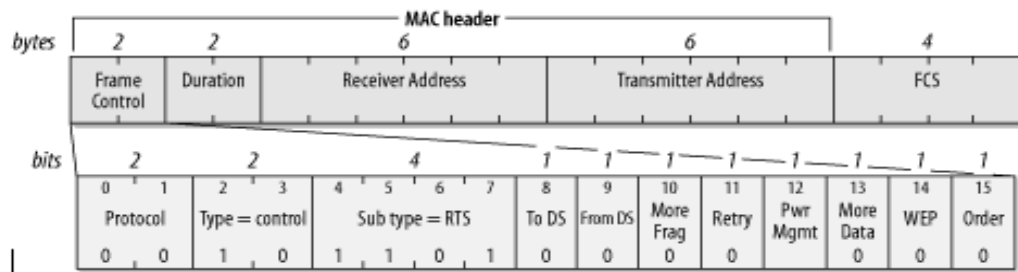 MAC header
bytes 2 2 6 6 4
Frame Control Duration Receiver Address Transmitter Address FCS
bits 2 2 4 1 1 1 1 1 1 1 1
0 1 2 3 4 5 6 7 8 9 10 11 12 13 14 15
Protocol Type = control Sub type = RTS To DS From DS More Frag Retry Pwr Mgmt More Data WEP Order
0 0 1 0 1 1 0 1 0 0 0 0 0 0 0